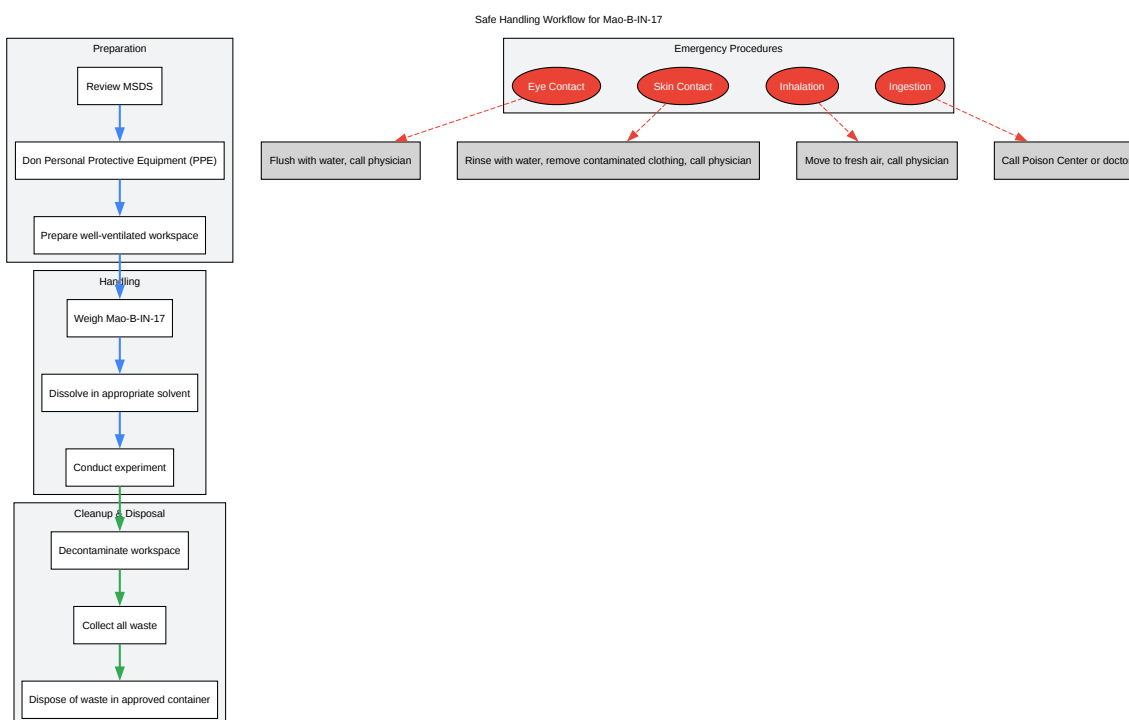 Safe Handling Workflow for Mao-B-IN-17
Preparation
Review MSDS
Don Personal Protective Equipment (PPE)
Prepare well-ventilated workspace
Handling
Weigh Mao-B-IN-17
Dissolve in appropriate solvent
Conduct experiment
Cleanup & Disposal
Decontaminate workspace
Collect all waste
Dispose of waste in approved container
Emergency Procedures
Eye Contact
Skin Contact
Inhalation
Ingestion
Flush with water, call physician
Rinse with water, remove contaminated clothing, call physician
Move to fresh air, call physician
Call Poison Center or docto